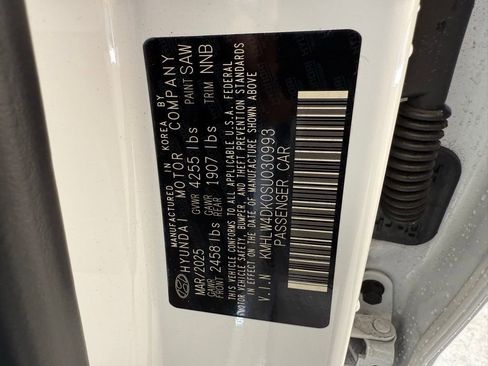 MANUFACTURED IN KOREA BY
HYUNDAI MOTOR COMPANY
MAR/2025 GVWR 4255 lbs PAINT SAW
GAWR FRONT 2458 lbs GAWR REAR 1907 lbs TRIM NNB
THIS VEHICLE CONFORMS TO ALL APPLICABLE U.S.A. FEDERAL
MOTOR VEHICLE SAFETY, BUMPER, AND THEFT PREVENTION STANDARDS
IN EFFECT ON THE DATE OF MANUFACTURE SHOWN ABOVE
V.I.N KMHLW4DK0SU030993
PASSENGER CAR